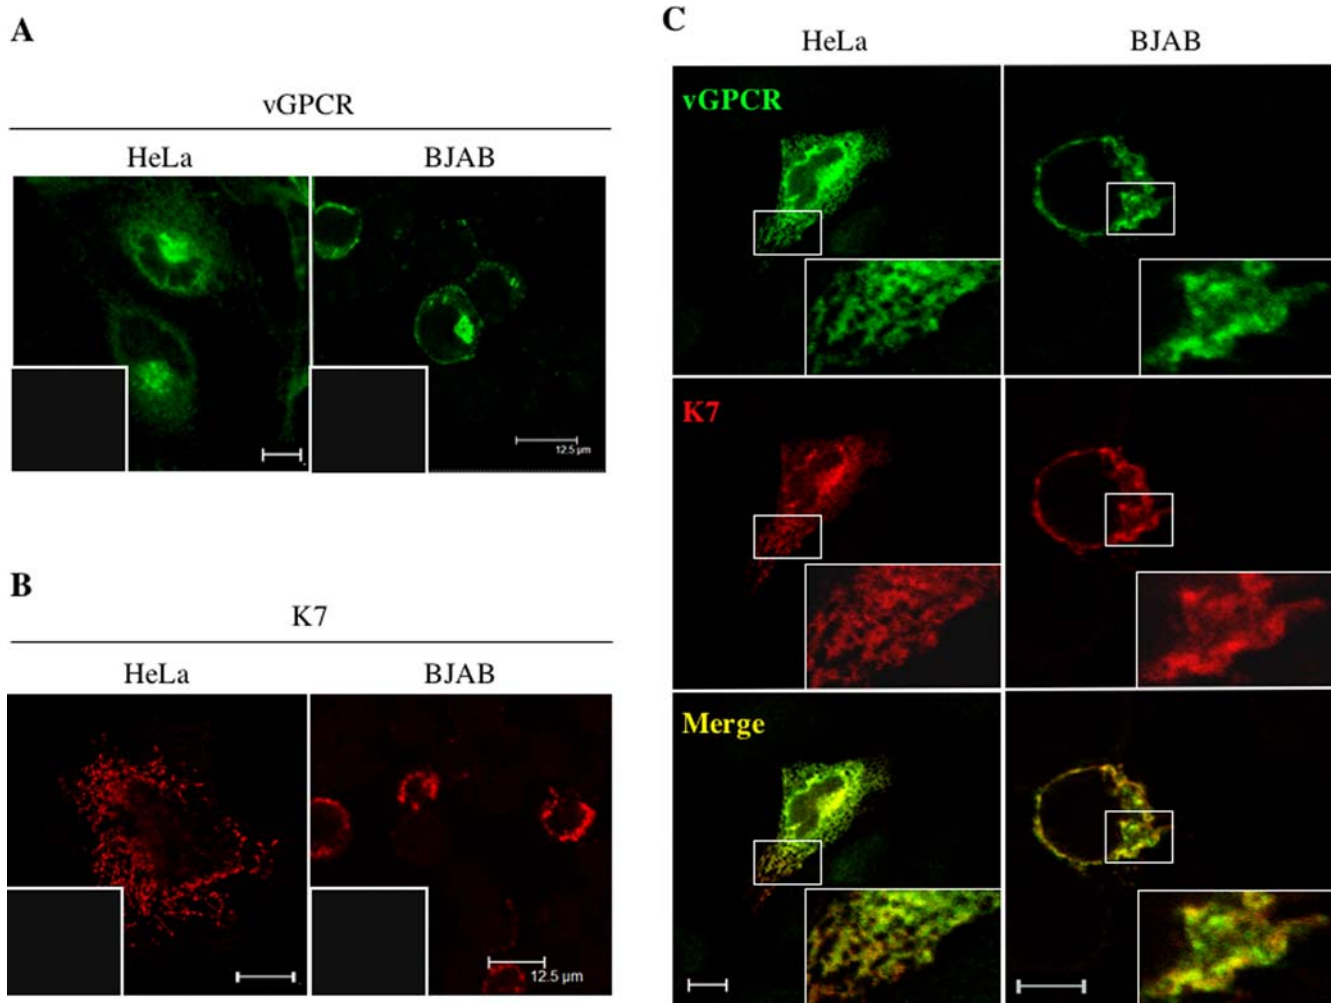 A
vGPCR
HeLa BJAB
12.5 µm
B
K7
HeLa BJAB
12.5 µm
C
HeLa BJAB
vGPCR
K7
Merge